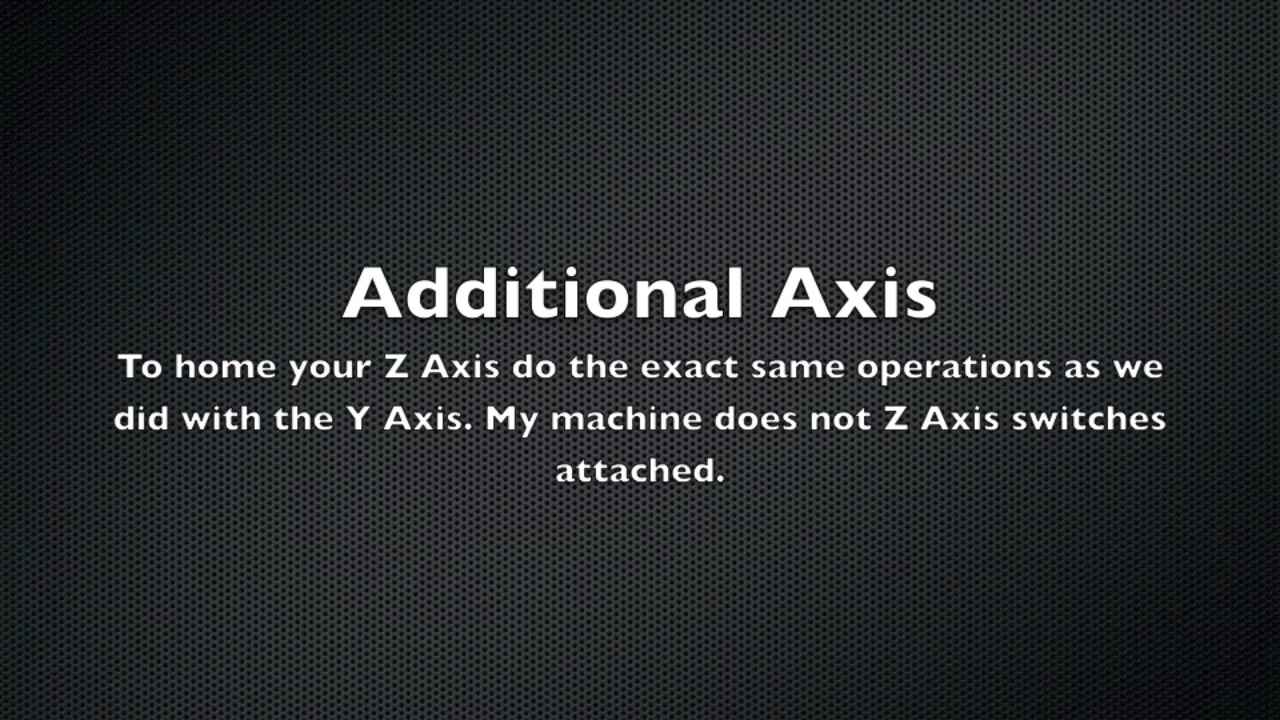 Additional Axis
To home your Z Axis do the exact same operations as we
did with the Y Axis. My machine does not Z Axis switches
attached.